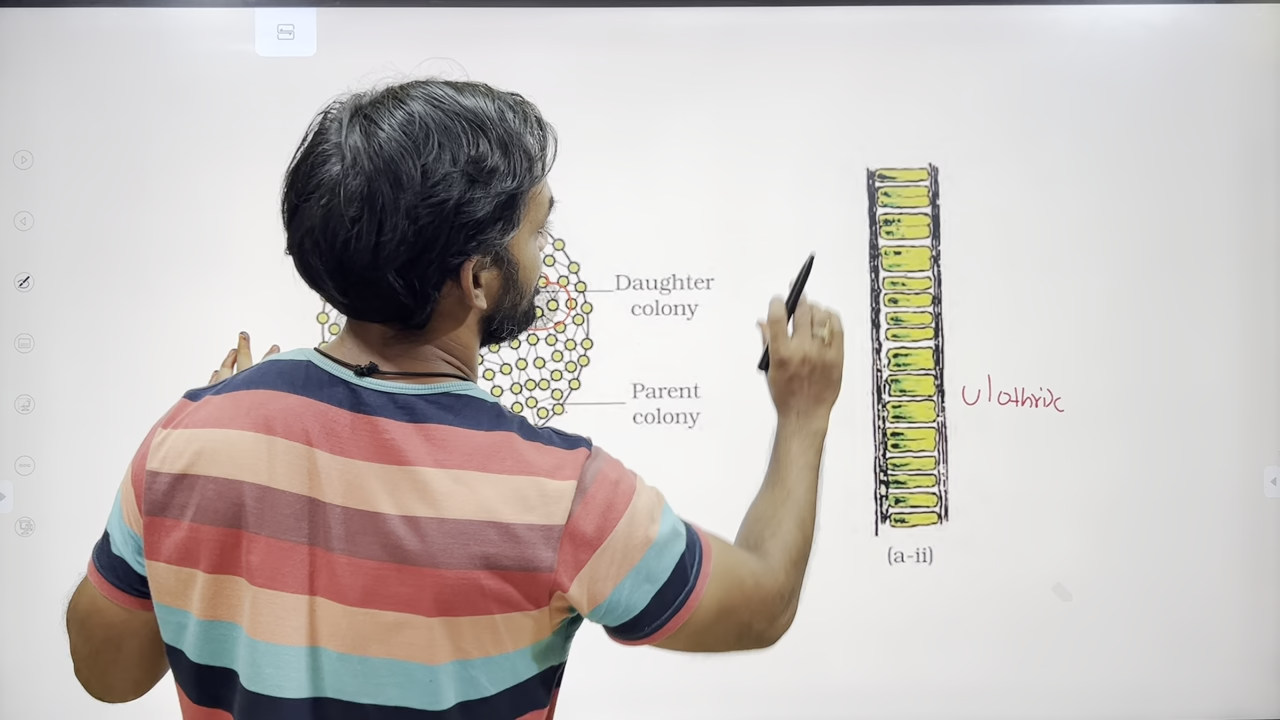 Daughter
colony
Parent
colony
Ulothrix
(a-ii)